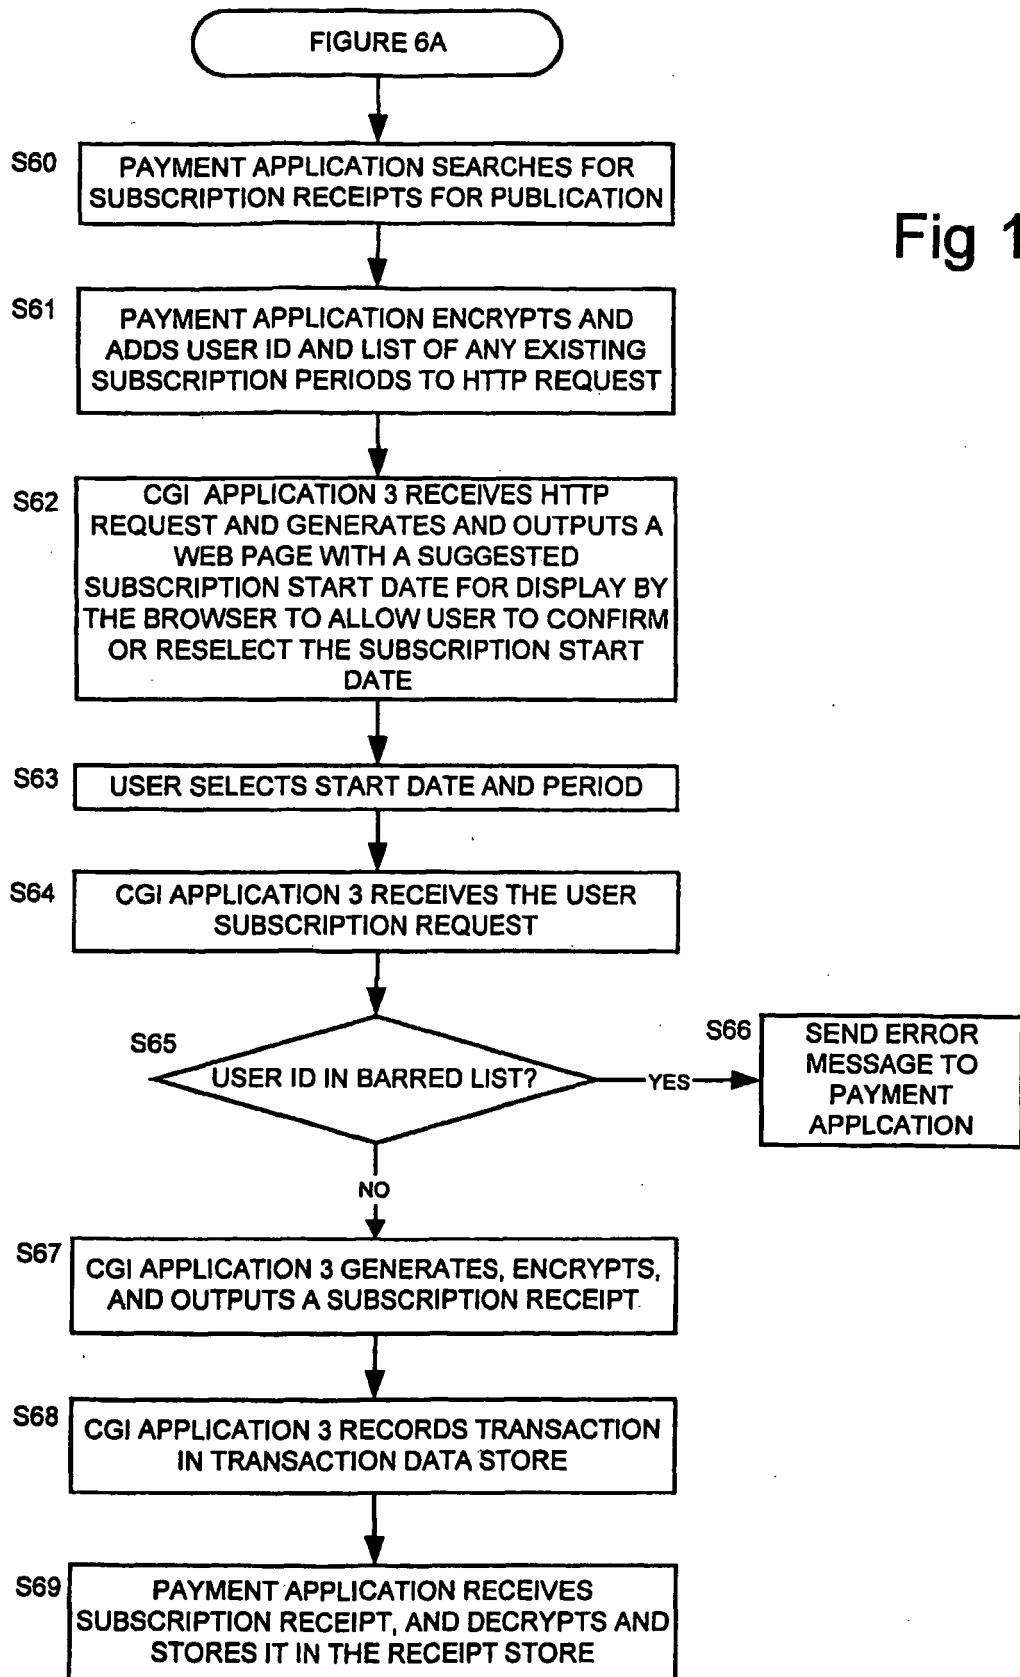 FIGURE 6A
S60
PAYMENT APPLICATION SEARCHES FOR
SUBSCRIPTION RECEIPTS FOR PUBLICATION
Fig 1
S61
PAYMENT APPLICATION ENCRYPTS AND
ADDS USER ID AND LIST OF ANY EXISTING
SUBSCRIPTION PERIODS TO HTTP REQUEST
S62
CGI APPLICATION 3 RECEIVES HTTP
REQUEST AND GENERATES AND OUTPUTS A
WEB PAGE WITH A SUGGESTED
SUBSCRIPTION START DATE FOR DISPLAY BY
THE BROWSER TO ALLOW USER TO CONFIRM
OR RESELECT THE SUBSCRIPTION START
DATE
S63
USER SELECTS START DATE AND PERIOD
S64
CGI APPLICATION 3 RECEIVES THE USER
SUBSCRIPTION REQUEST
S65
USER ID IN BARRED LIST?
YES
S66
SEND ERROR
MESSAGE TO
PAYMENT
APPLCATION
NO
S67
CGI APPLICATION 3 GENERATES, ENCRYPTS,
AND OUTPUTS A SUBSCRIPTION RECEIPT.
S68
CGI APPLICATION 3 RECORDS TRANSACTION
IN TRANSACTION DATA STORE
S69
PAYMENT APPLICATION RECEIVES
SUBSCRIPTION RECEIPT, AND DECRYPTS AND
STORES IT IN THE RECEIPT STORE